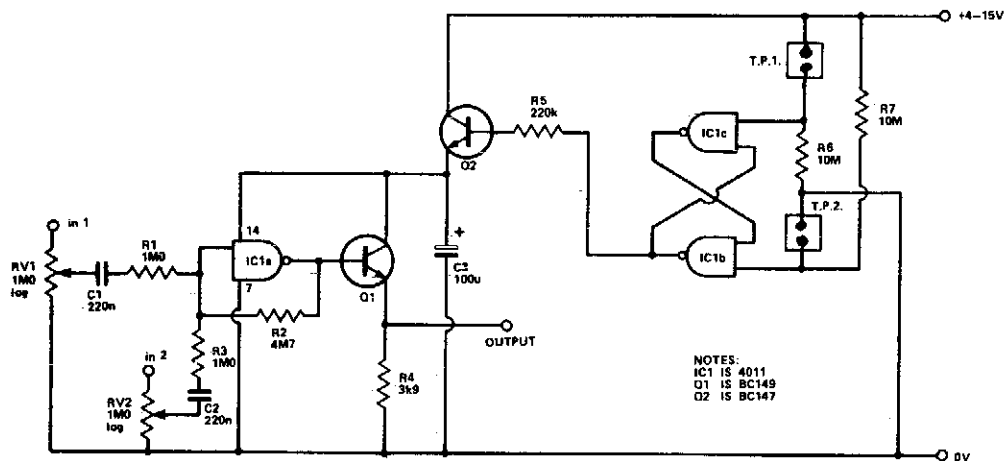 +4-15V
T.P.1.
R7
10M
R5
220k
IC1c
R6
10M
Q2
T.P.2.
in 1
14
R1
1M0
IC1a
IC1b
+
C3
100u
RV1
1M0
log
C1
220n
7
Q1
R2
4M7
OUTPUT
in 2
R3
1M0
R4
3k9
RV2
1M0
log
C2
220n
NOTES:
IC1 IS 4011
Q1 IS BC149
Q2 IS BC147
0V